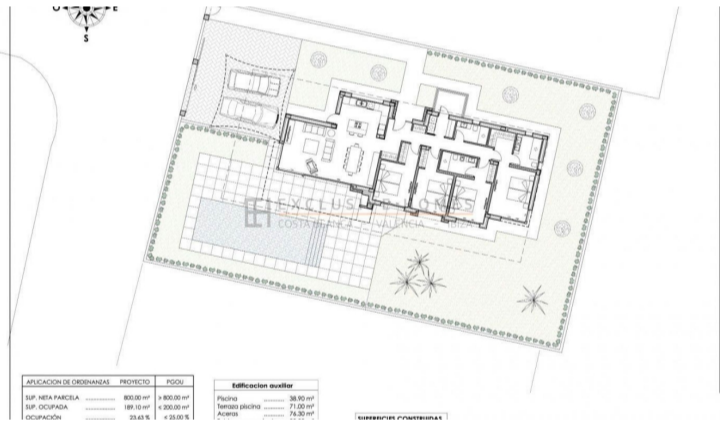 O E
S
EXCLUSIVE HOMES
COSTA BLANCA - VALENCIA - IBIZA
APLICACION DE ORDENANZAS PROYECTO PGOU
SUP. NETA PARCELA 800,00 m² > 800,00 m²
SUP. OCUPADA 189,10 m² < 200,00 m²
OCUPACIÓN 23,63 % < 25,00 %
Edificacion auxiliar
Piscina 38,90 m²
Terraza piscina 71,00 m²
Aceras 76,30 m²
SUPERFICIES CONSTRUIDAS